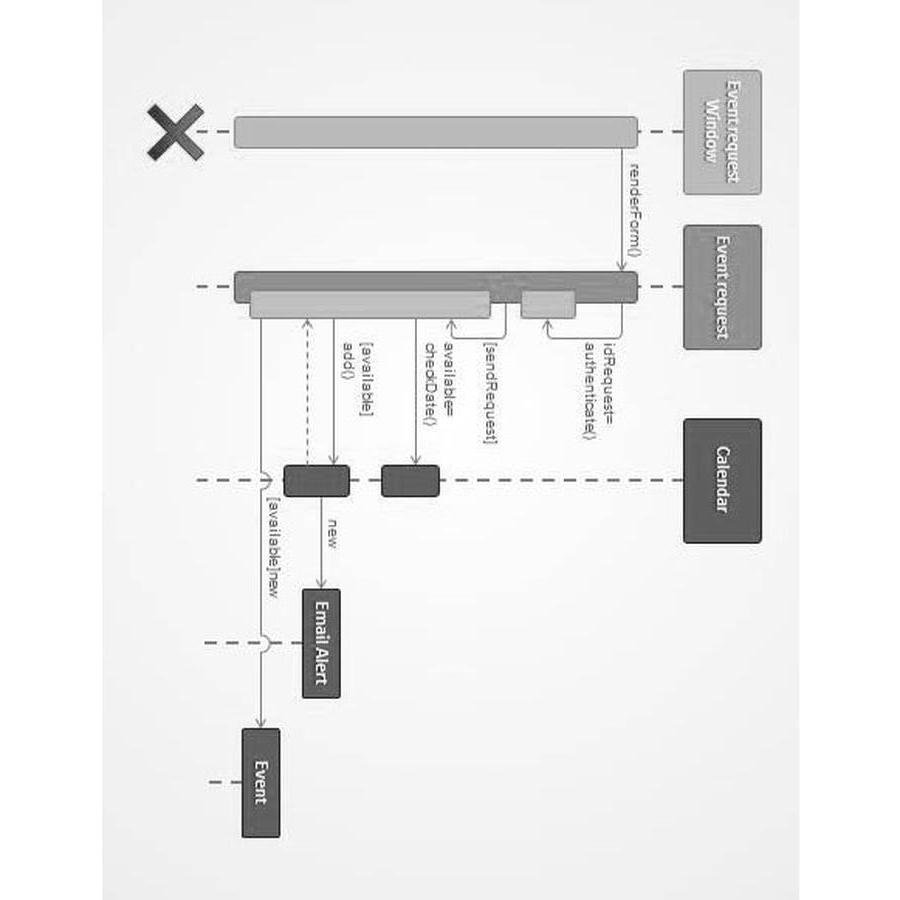 Event request
Window
Event request
Calendar
renderForm()
idRequest=
authenticate()
[sendRequest]
available=
checkDate()
[available]
add()
new
Email Alert
[available]new
Event